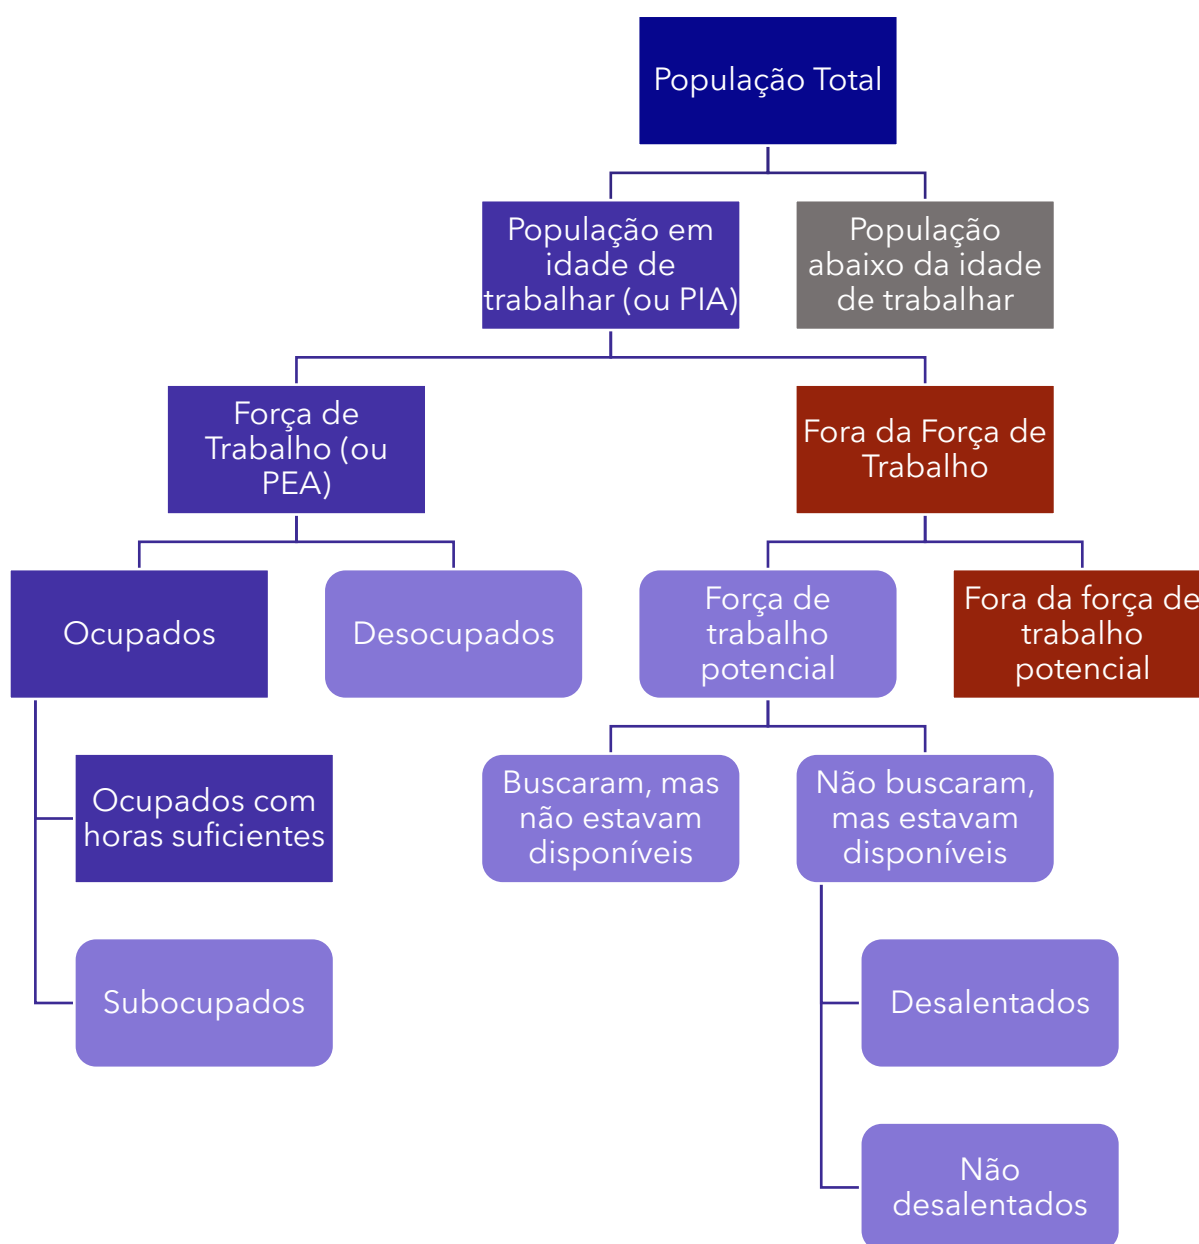 População Total
População em
idade de
trabalhar (ou PIA)
População
abaixo da idade
de trabalhar
Força de
Trabalho (ou
PEA)
Fora da Força de
Trabalho
Ocupados
Desocupados
Força de
trabalho
potencial
Fora da força de
trabalho
potencial
Ocupados com
horas suficientes
Buscaram, mas
não estavam
disponíveis
Não buscaram,
mas estavam
disponíveis
Subocupados
Desalentados
Não
desalentados